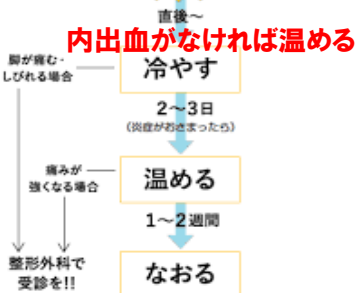 直後～
内出血がなければ温める
脚が痛む・
しびれる場合
冷やす
2～3日
(炎症がおさまったら)
痛みが
強くなる場合
温める
1～2週間
整形外科で
受診を!!
なおる